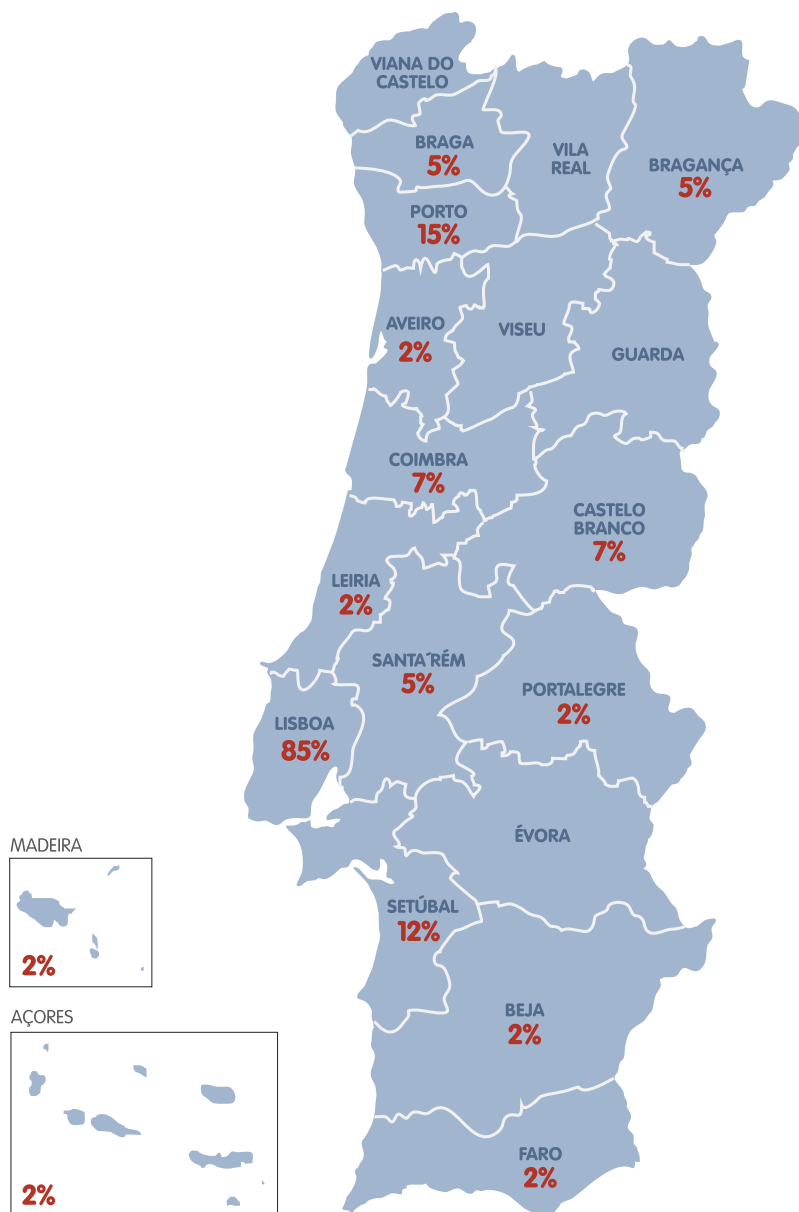 VIANA DO
CASTELO
BRAGA
5%
VILA
REAL
BRAGANÇA
5%
PORTO
15%
AVEIRO
2%
VISEU
GUARDA
COIMBRA
7%
CASTELO
BRANCO
7%
LEIRIA
2%
SANTA´RÉM
5%
PORTALEGRE
2%
LISBOA
85%
ÉVORA
MADEIRA
2%
SETÚBAL
12%
AÇORES
2%
BEJA
2%
FARO
2%